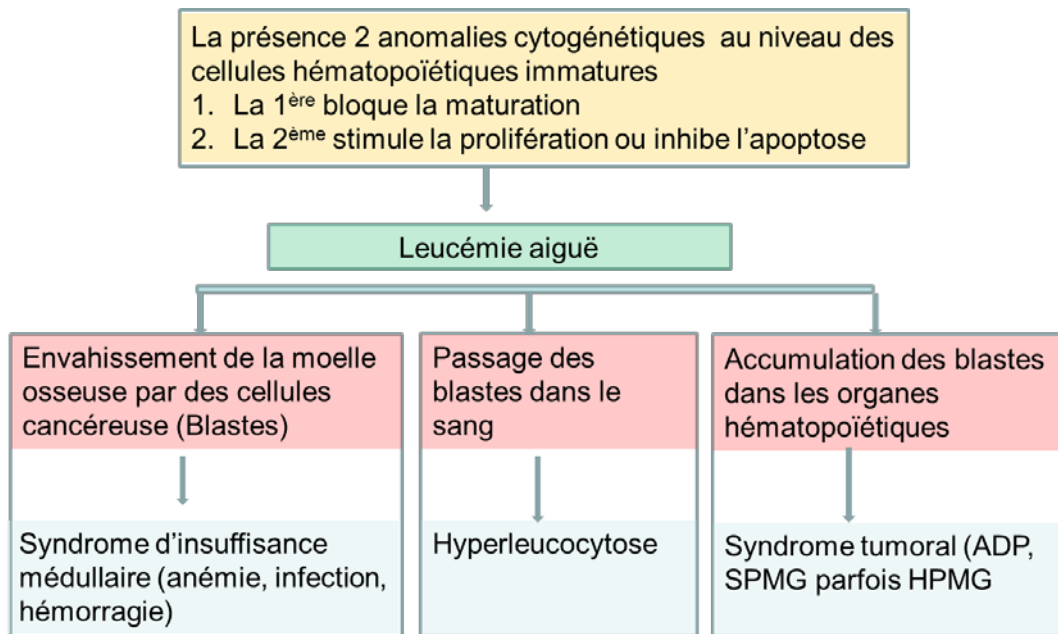 La présence 2 anomalies cytogénétiques au niveau des
cellules hématopoïétiques immatures
1. La 1ère bloque la maturation
2. La 2ème stimule la prolifération ou inhibe l'apoptose
Leucémie aiguë
Envahissement de la moelle
osseuse par des cellules
cancéreuse (Blastes)
Syndrome d'insuffisance
médullaire (anémie, infection,
hémorragie)
Passage des
blastes dans le
sang
Hyperleucocytose
Accumulation des blastes
dans les organes
hématopoïétiques
Syndrome tumoral (ADP,
SPMG parfois HPMG